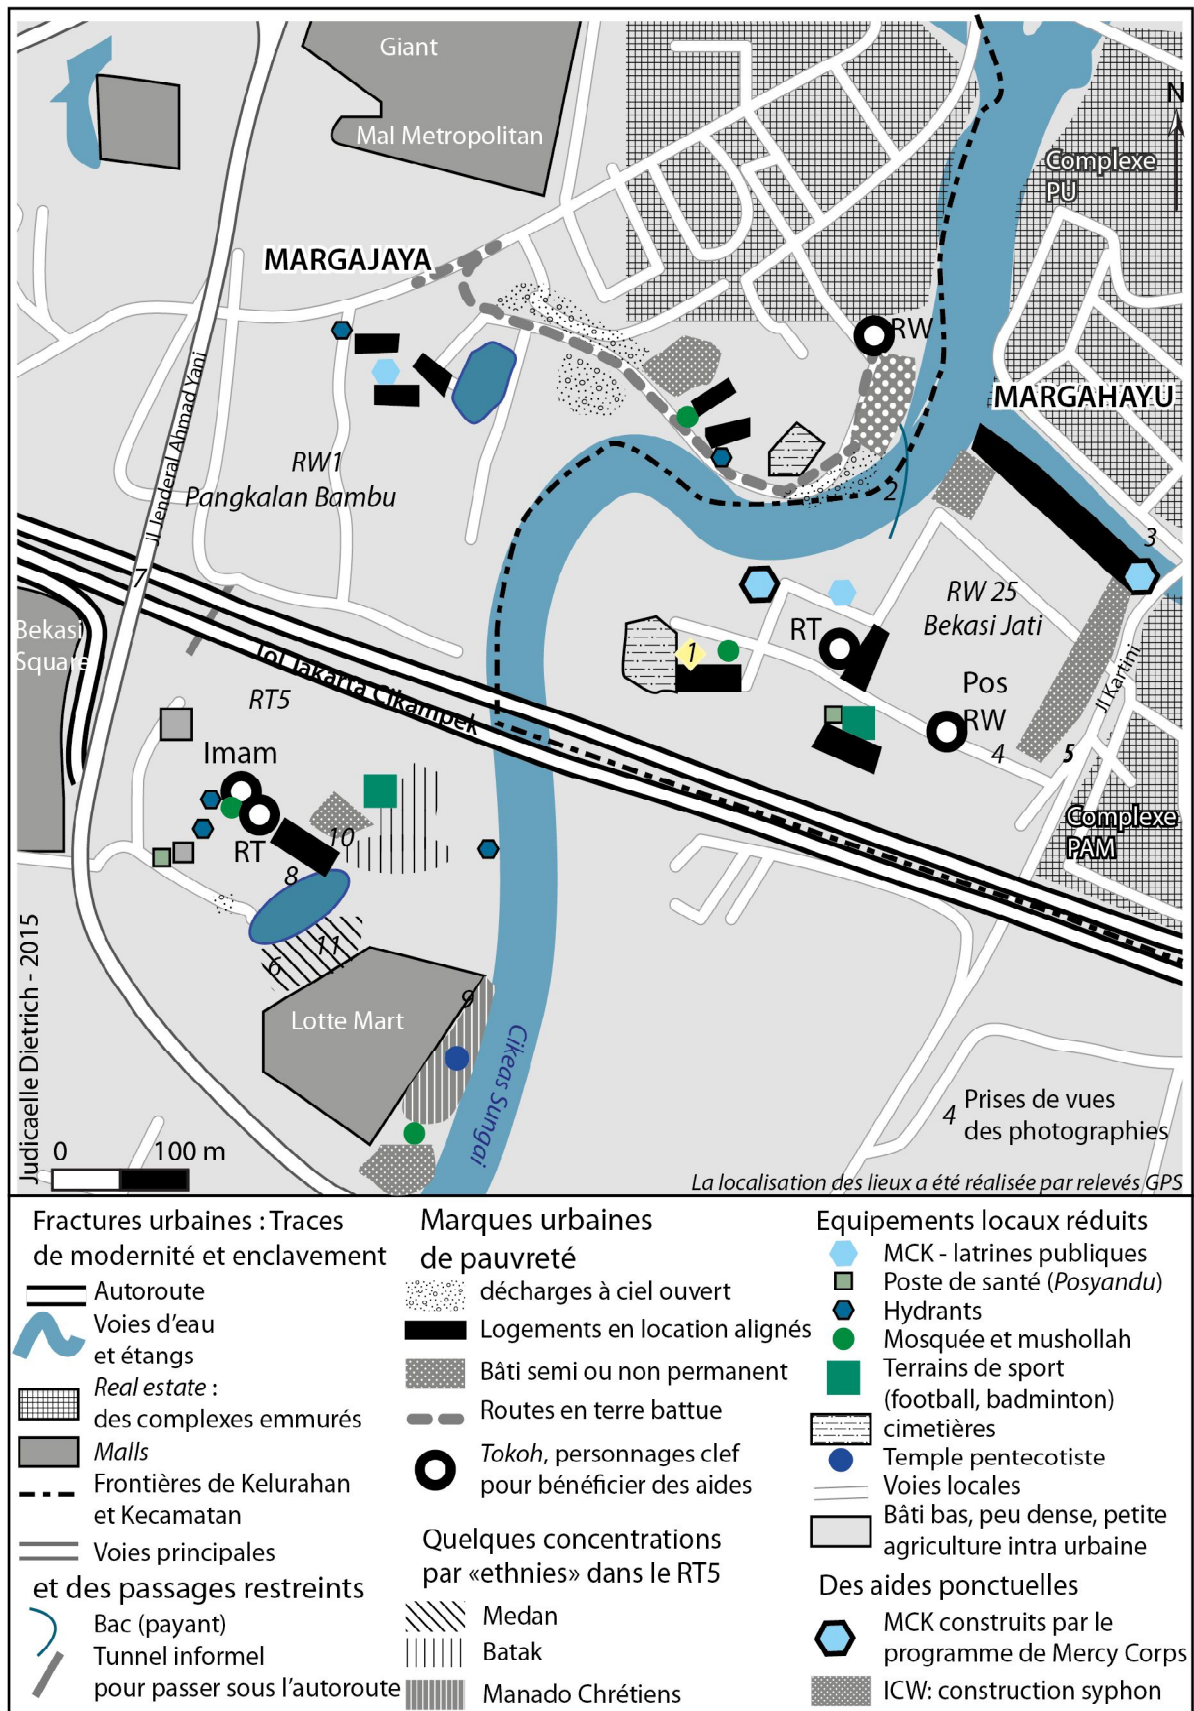 Giant
Mal Metropolitan
N
Complexe
PU
MARGAJAYA
RW
MARGAHAYU
Jl Jenderal Ahmad Yani
RW1
Pangkalan Bambu
2
3
7
RW 25
Bekasi Jati
Bekasi
Square
RT
1
Jl Kartini
Tol Jakarta Cikampek
RT5
Pos
RW
4
5
Imam
Complexe
PAM
RT
10
8
11
6
9
Lotte Mart
Cikeas Sungai
Judicaelle Dietrich - 2015
0
100 m
4
Prises de vues
des photographies
La localisation des lieux a été réalisée par relevés GPS
Fractures urbaines : Traces
de modernité et enclavement
Autoroute
Voies d'eau
et étangs
Real estate :
des complexes emmurés
Malls
Frontières de Kelurahan
et Kecamatan
Voies principales
et des passages restreints
Bac (payant)
Tunnel informel
pour passer sous l'autoroute
Marques urbaines
de pauvreté
décharges à ciel ouvert
Logements en location alignés
Bâti semi ou non permanent
Routes en terre battue
Tokoh, personnages clef
pour bénéficier des aides
Quelques concentrations
par «ethnies» dans le RT5
Medan
Batak
Manado Chrétiens
Equipements locaux réduits
MCK - latrines publiques
Poste de santé (Posyandu)
Hydrants
Mosquée et mushollah
Terrains de sport
(football, badminton)
cimetières
Temple pentecotiste
Voies locales
Bâti bas, peu dense, petite
agriculture intra urbaine
Des aides ponctuelles
MCK construits par le
programme de Mercy Corps
ICW: construction syphon